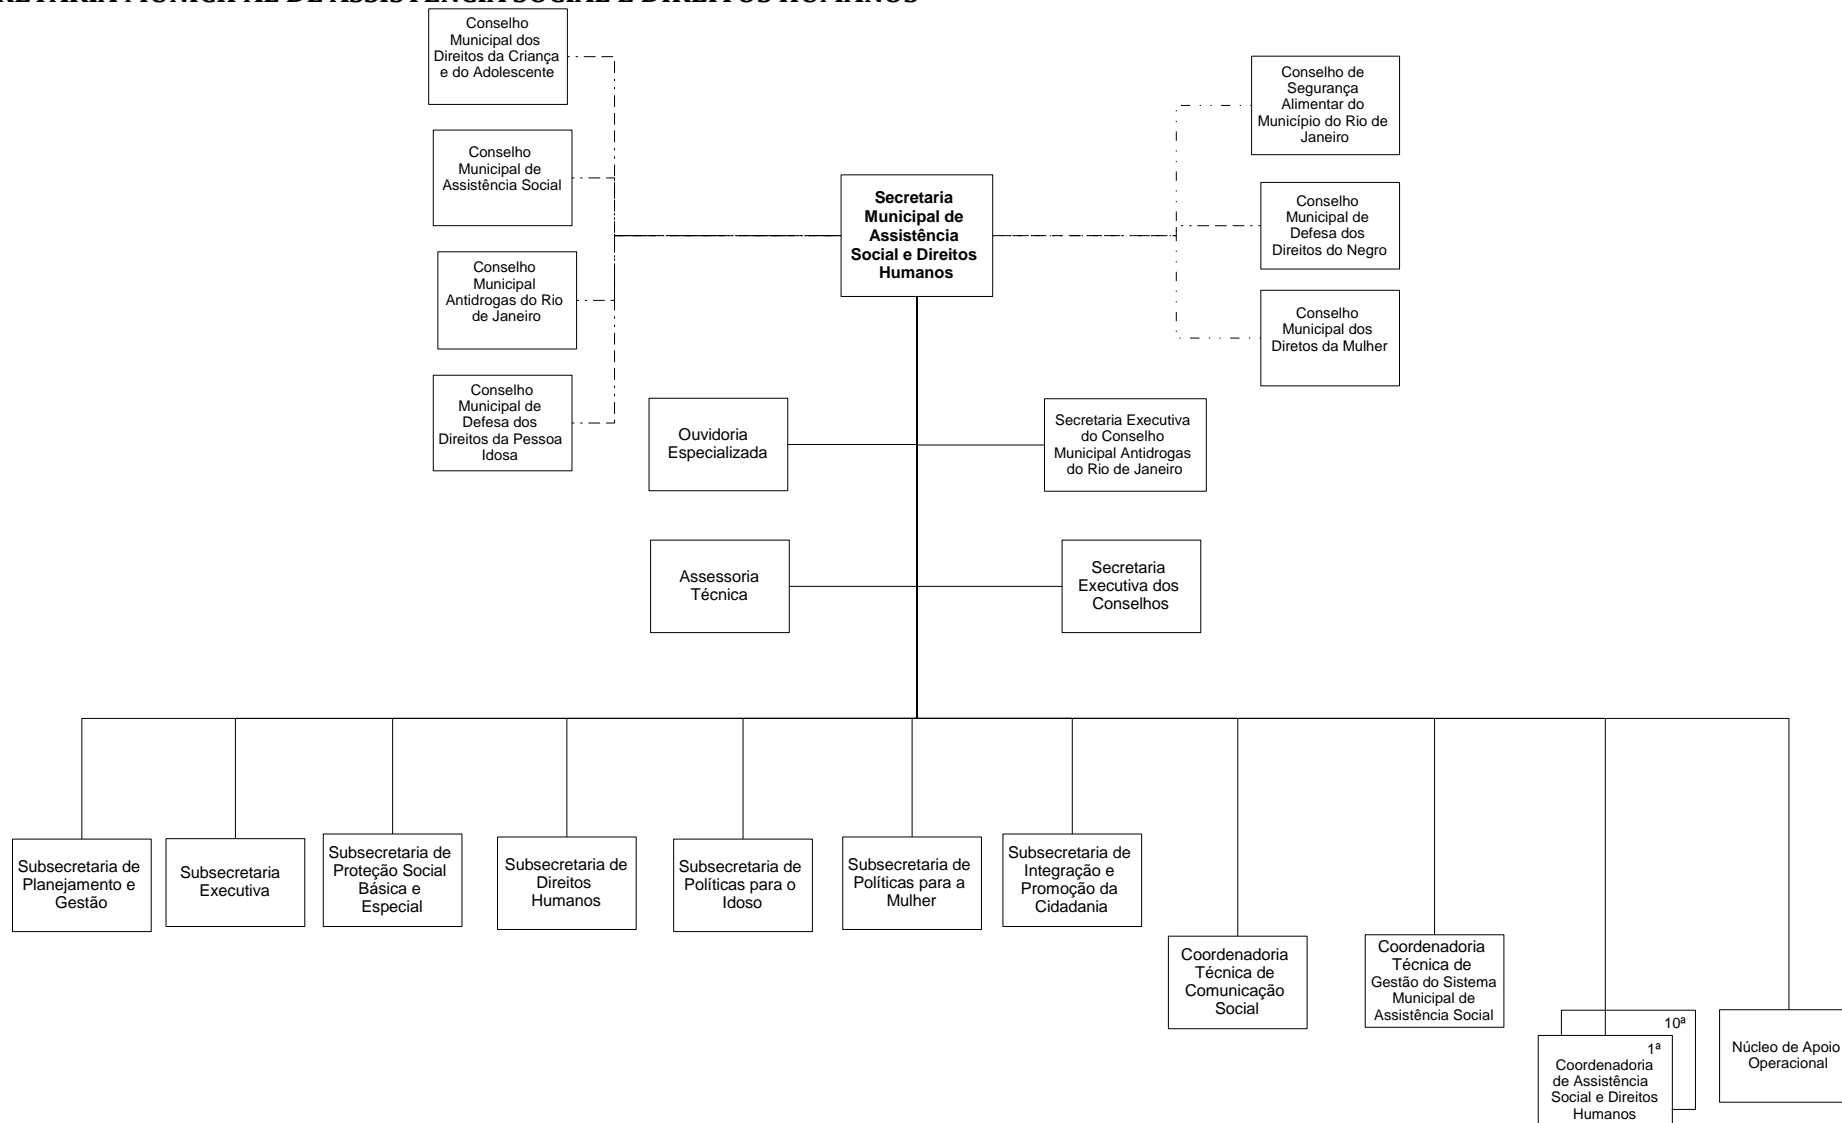 RETARIA MUNICIPAL DE ASSISTÊNCIA SOCIAL E DIREITOS HUMANOS
Conselho
Municipal dos
Direitos da Criança
e do Adolescente
Conselho
Municipal de
Assistência Social
Conselho
Municipal
Antidrogas do Rio
de Janeiro
Conselho
Municipal de
Defesa dos
Direitos da Pessoa
Idosa
Secretaria
Municipal de
Assistência
Social e Direitos
Humanos
Conselho de
Segurança
Alimentar do
Município do Rio de
Janeiro
Conselho
Municipal de
Defesa dos
Direitos do Negro
Conselho
Municipal dos
Diretos da Mulher
Ouvidoria
Especializada
Secretaria Executiva
do Conselho
Municipal Antidrogas
do Rio de Janeiro
Assessoria
Técnica
Secretaria
Executiva dos
Conselhos
Subsecretaria de
Planejamento e
Gestão
Subsecretaria
Executiva
Subsecretaria de
Proteção Social
Básica e
Especial
Subsecretaria de
Direitos
Humanos
Subsecretaria de
Políticas para o
Idoso
Subsecretaria de
Políticas para a
Mulher
Subsecretaria de
Integração e
Promoção da
Cidadania
Coordenadoria
Técnica de
Comunicação
Social
Coordenadoria
Técnica de
Gestão do Sistema
Municipal de
Assistência Social
10ª
1ª
Coordenadoria
de Assistência
Social e Direitos
Humanos
Núcleo de Apoio
Operacional